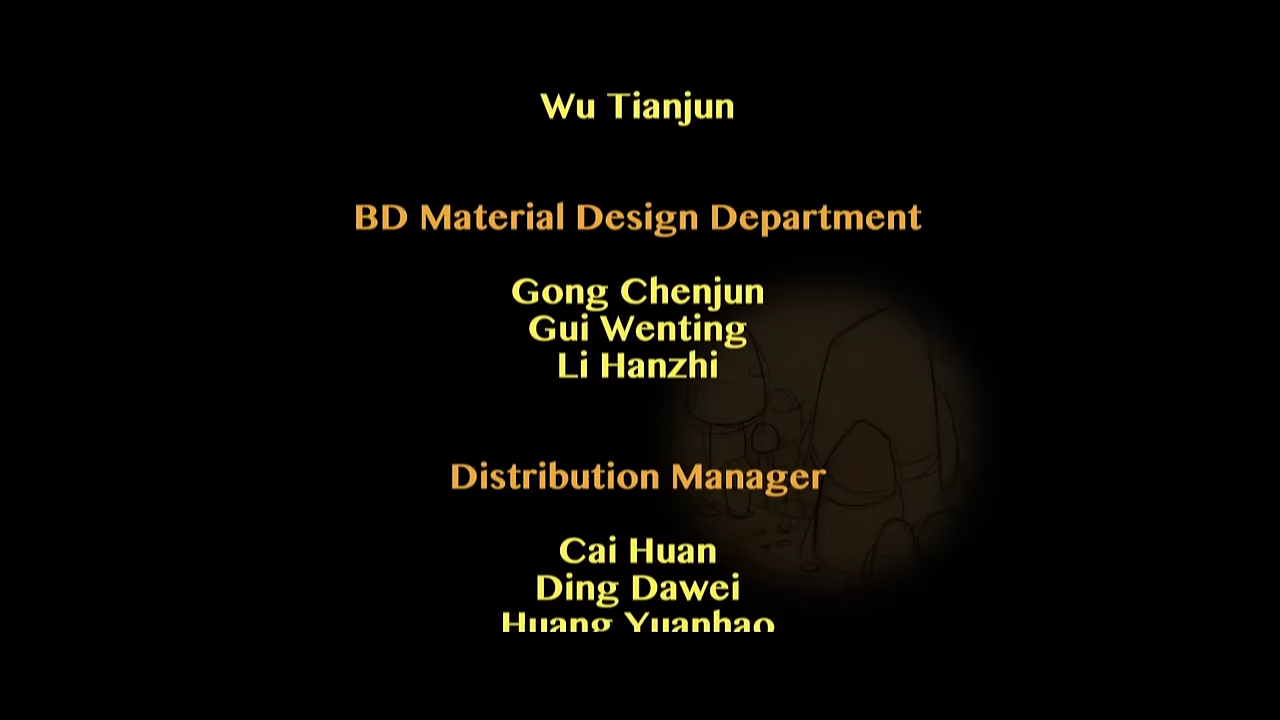 Wu Tianjun
BD Material Design Department
Gong Chenjun
Gui Wenting
Li Hanzhi
Distribution Manager
Cai Huan
Ding Dawei
Huang Yuanhao